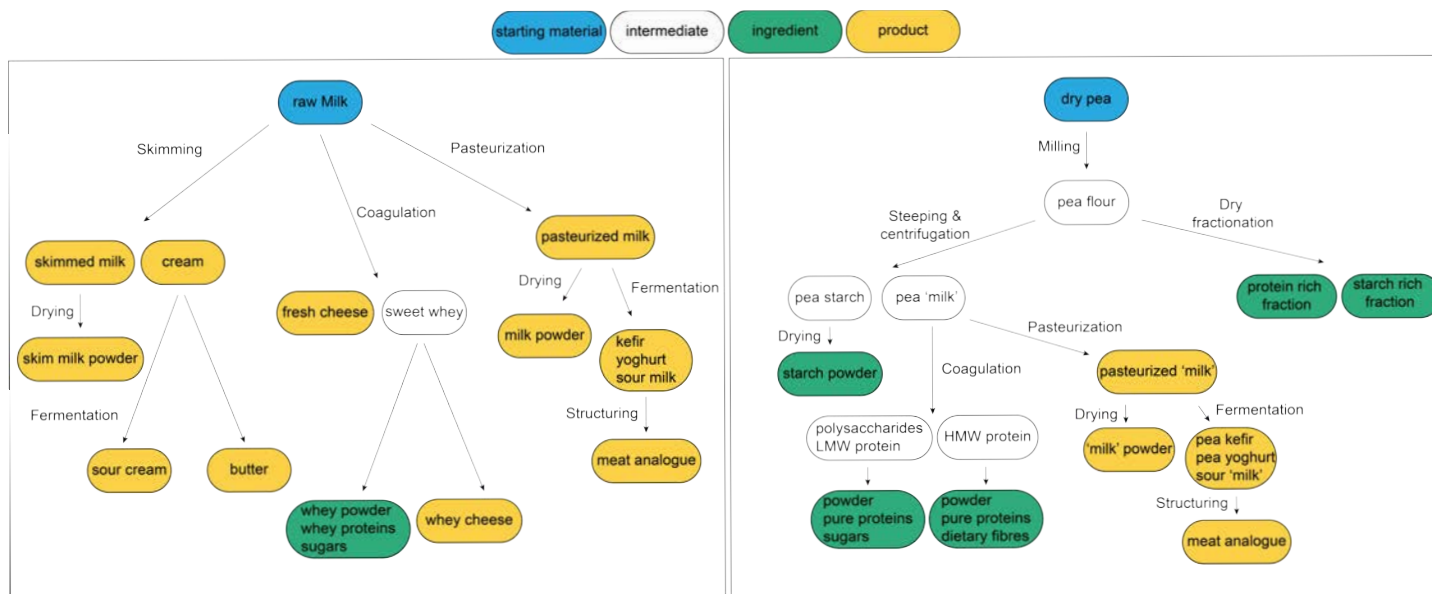 starting material
intermediate
ingredient
product
raw Milk
Skimming
Pasteurization
Coagulation
skimmed milk
cream
pasteurized milk
Drying
Drying
Fermentation
fresh cheese
sweet whey
milk powder
kefir
yoghurt
sour milk
skim milk powder
Fermentation
Structuring
sour cream
butter
meat analogue
whey powder
whey proteins
sugars
whey cheese
dry pea
Milling
pea flour
Steeping &
centrifugation
Dry
fractionation
pea starch
pea ‘milk’
protein rich
fraction
starch rich
fraction
Drying
Pasteurization
starch powder
Coagulation
pasteurized ‘milk’
polysaccharides
LMW protein
HMW protein
Drying
Fermentation
‘milk’ powder
pea kefir
pea yoghurt
sour ‘milk’
powder
pure proteins
sugars
powder
pure proteins
dietary fibres
Structuring
meat analogue